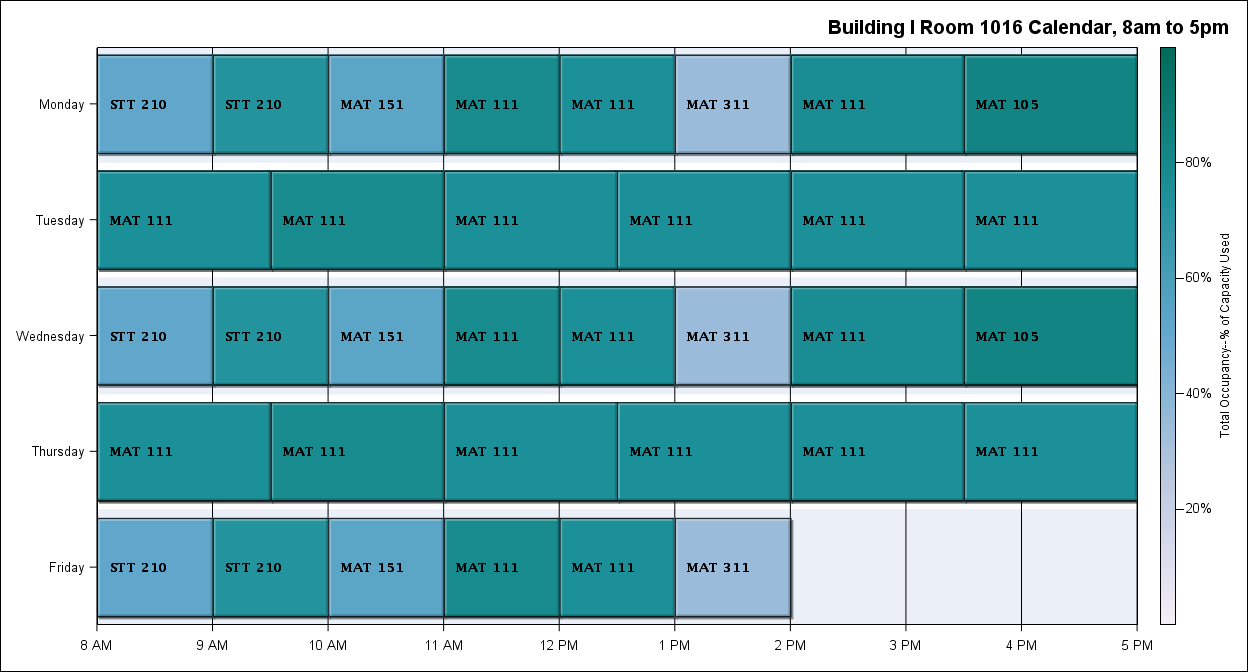 Building I Room 1016 Calendar, 8am to 5pm
Monday
STT 210
STT 210
MAT 151
MAT 111
MAT 111
MAT 311
MAT 111
MAT 105
Tuesday
MAT 111
MAT 111
MAT 111
MAT 111
MAT 111
MAT 111
Wednesday
STT 210
STT 210
MAT 151
MAT 111
MAT 111
MAT 311
MAT 111
MAT 105
Thursday
MAT 111
MAT 111
MAT 111
MAT 111
MAT 111
MAT 111
Friday
STT 210
STT 210
MAT 151
MAT 111
MAT 111
MAT 311
8 AM
9 AM
10 AM
11 AM
12 PM
1 PM
2 PM
3 PM
4 PM
5 PM
80%
60%
40%
20%
Total Occupancy--% of Capacity Used